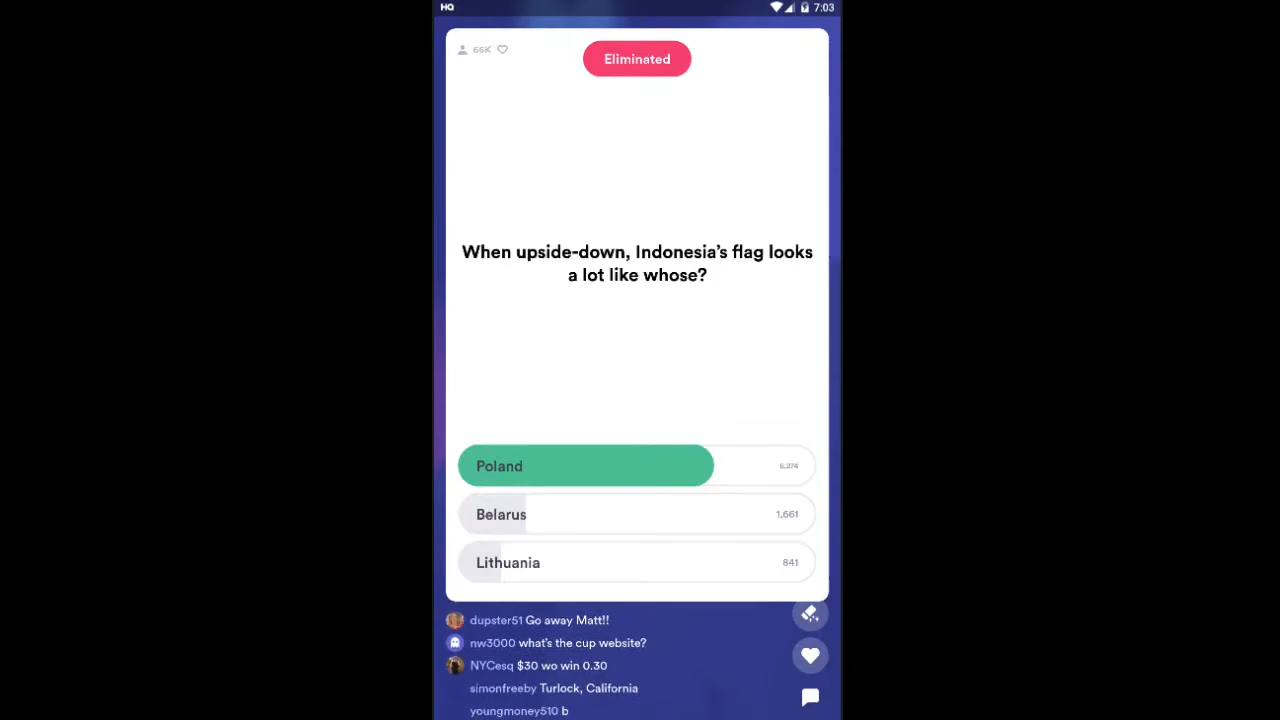 HQ
7:03
66K
Eliminated
When upside-down, Indonesia's flag looks
a lot like whose?
Poland
Belarus 1,661
Lithuania 841
dupster51 Go away Matt!!
nw3000 what's the cup website?
NYCesq $30 wo win 0.30
simonfreeby Turlock, California
youngmoney510 b